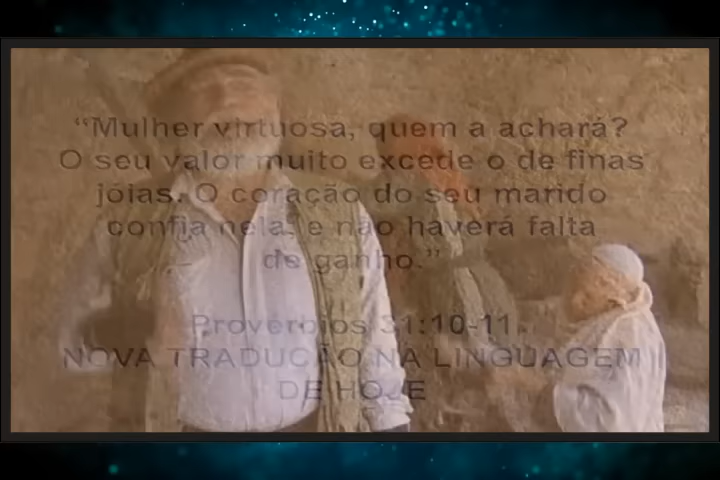 “Mulher virtuosa, quem a achará?
O seu valor muito excede o de finas
jóias. O coração do seu marido
confia nela, e não haverá falta
de ganho.”
Provérbios 31:10-11.
NOVA TRADUÇÃO NA LINGUAGEM
DE HOJE